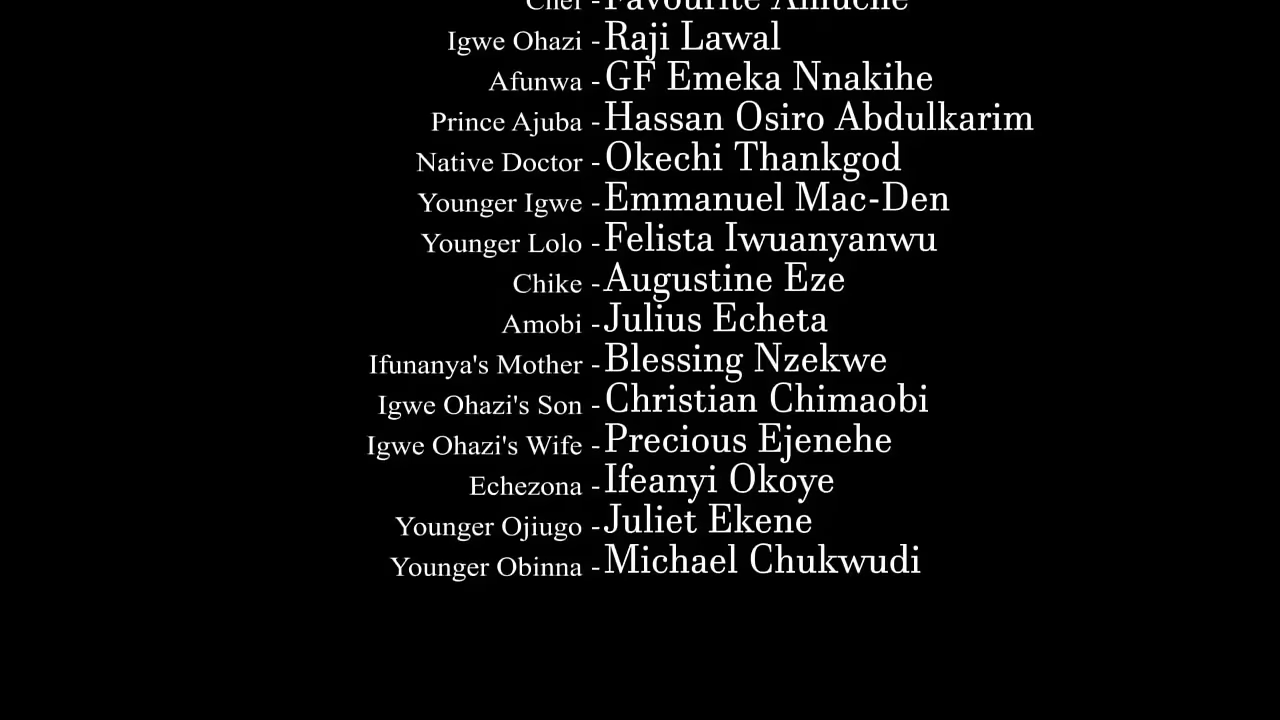 Chef - Favourite Amuche
Igwe Ohazi - Raji Lawal
Afunwa - GF Emeka Nnakihe
Prince Ajuba - Hassan Osiro Abdulkarim
Native Doctor - Okechi Thankgod
Younger Igwe - Emmanuel Mac-Den
Younger Lolo - Felista Iwuanyanwu
Chike - Augustine Eze
Amobi - Julius Echeta
Ifunanya's Mother - Blessing Nzekwe
Igwe Ohazi's Son - Christian Chimaobi
Igwe Ohazi's Wife - Precious Ejenehe
Echezona - Ifeanyi Okoye
Younger Ojiugo - Juliet Ekene
Younger Obinna - Michael Chukwudi